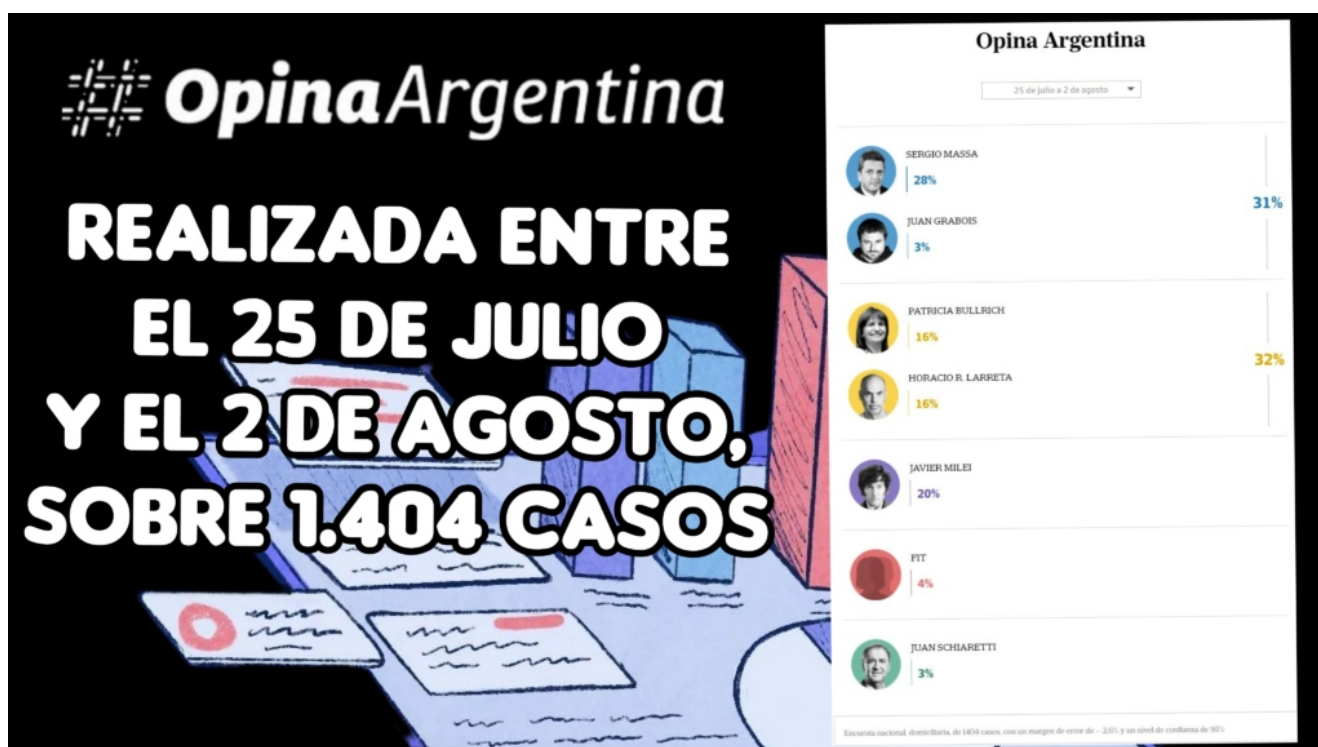 OpinaArgentina
REALIZADA ENTRE
EL 25 DE JULIO
Y EL 2 DE AGOSTO,
SOBRE 1.404 CASOS
Opina Argentina
25 de julio a 2 de agosto
SERGIO MASSA
28%
JUAN GRABOIS
3%
31%
PATRICIA BULLRICH
16%
HORACIO R. LARRETA
16%
32%
JAVIER MILEI
20%
FIT
4%
JUAN SCHIARETTI
3%
Encuesta nacional, domiciliaria, de 1404 casos, con un margen de error de +- 2,6% y un nivel de confianza de 95%